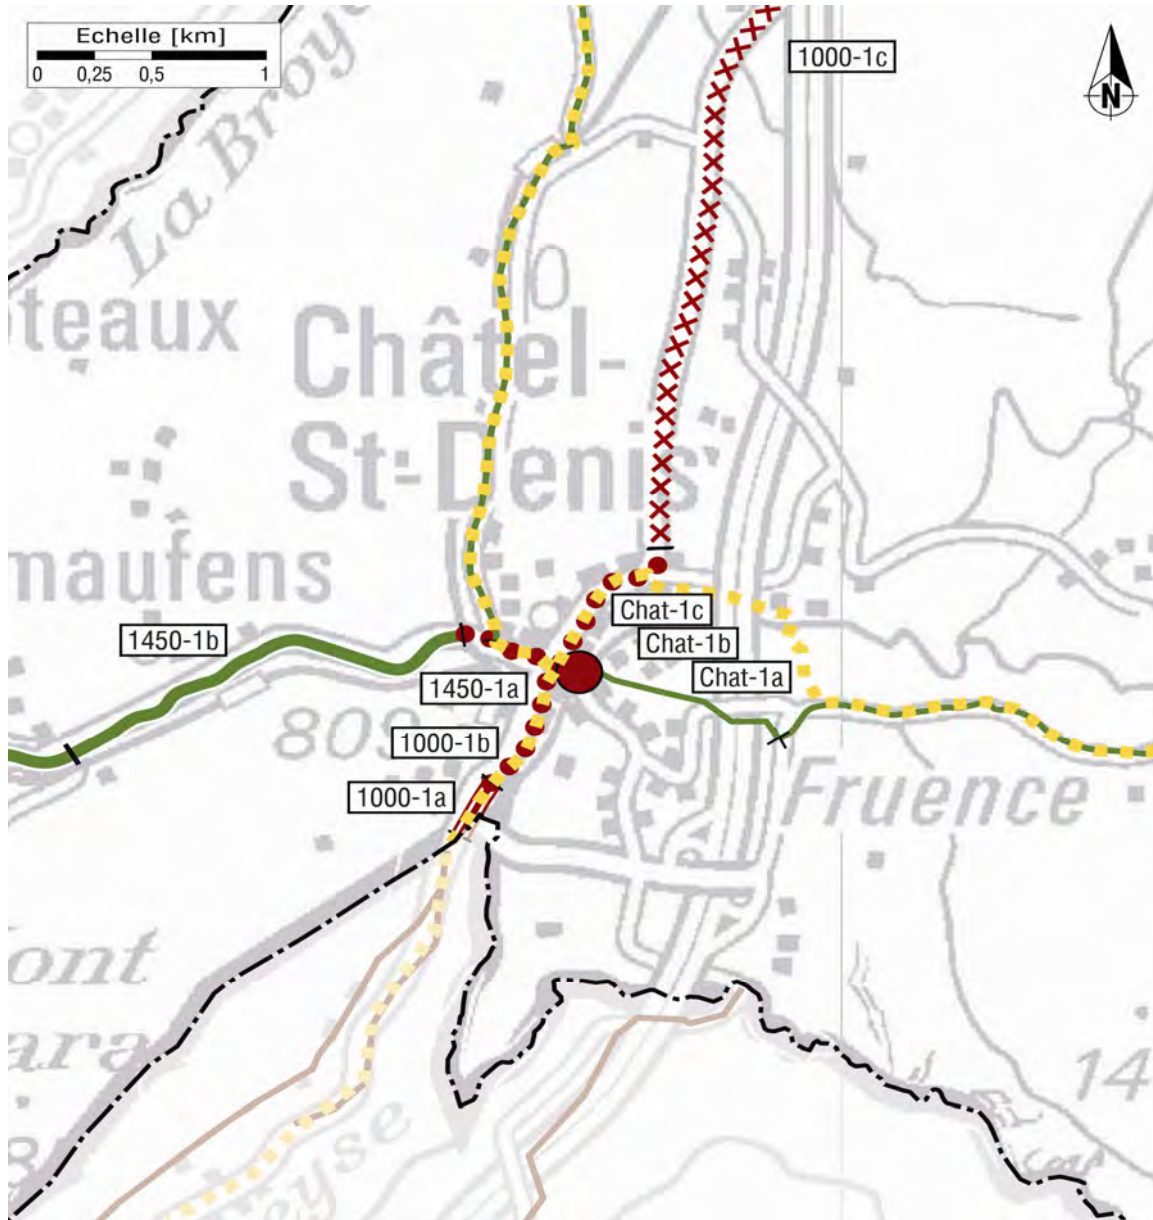 Echelle [km]
0 0,25 0,5 1
1000-1c
N
La Broye
teaux
Châtel-
St-Denis
maufens
1450-1b
Chat-1c
Chat-1b
Chat-1a
1450-1a
809
1000-1b
1000-1a
Fruence
ont
ara
14
eyse